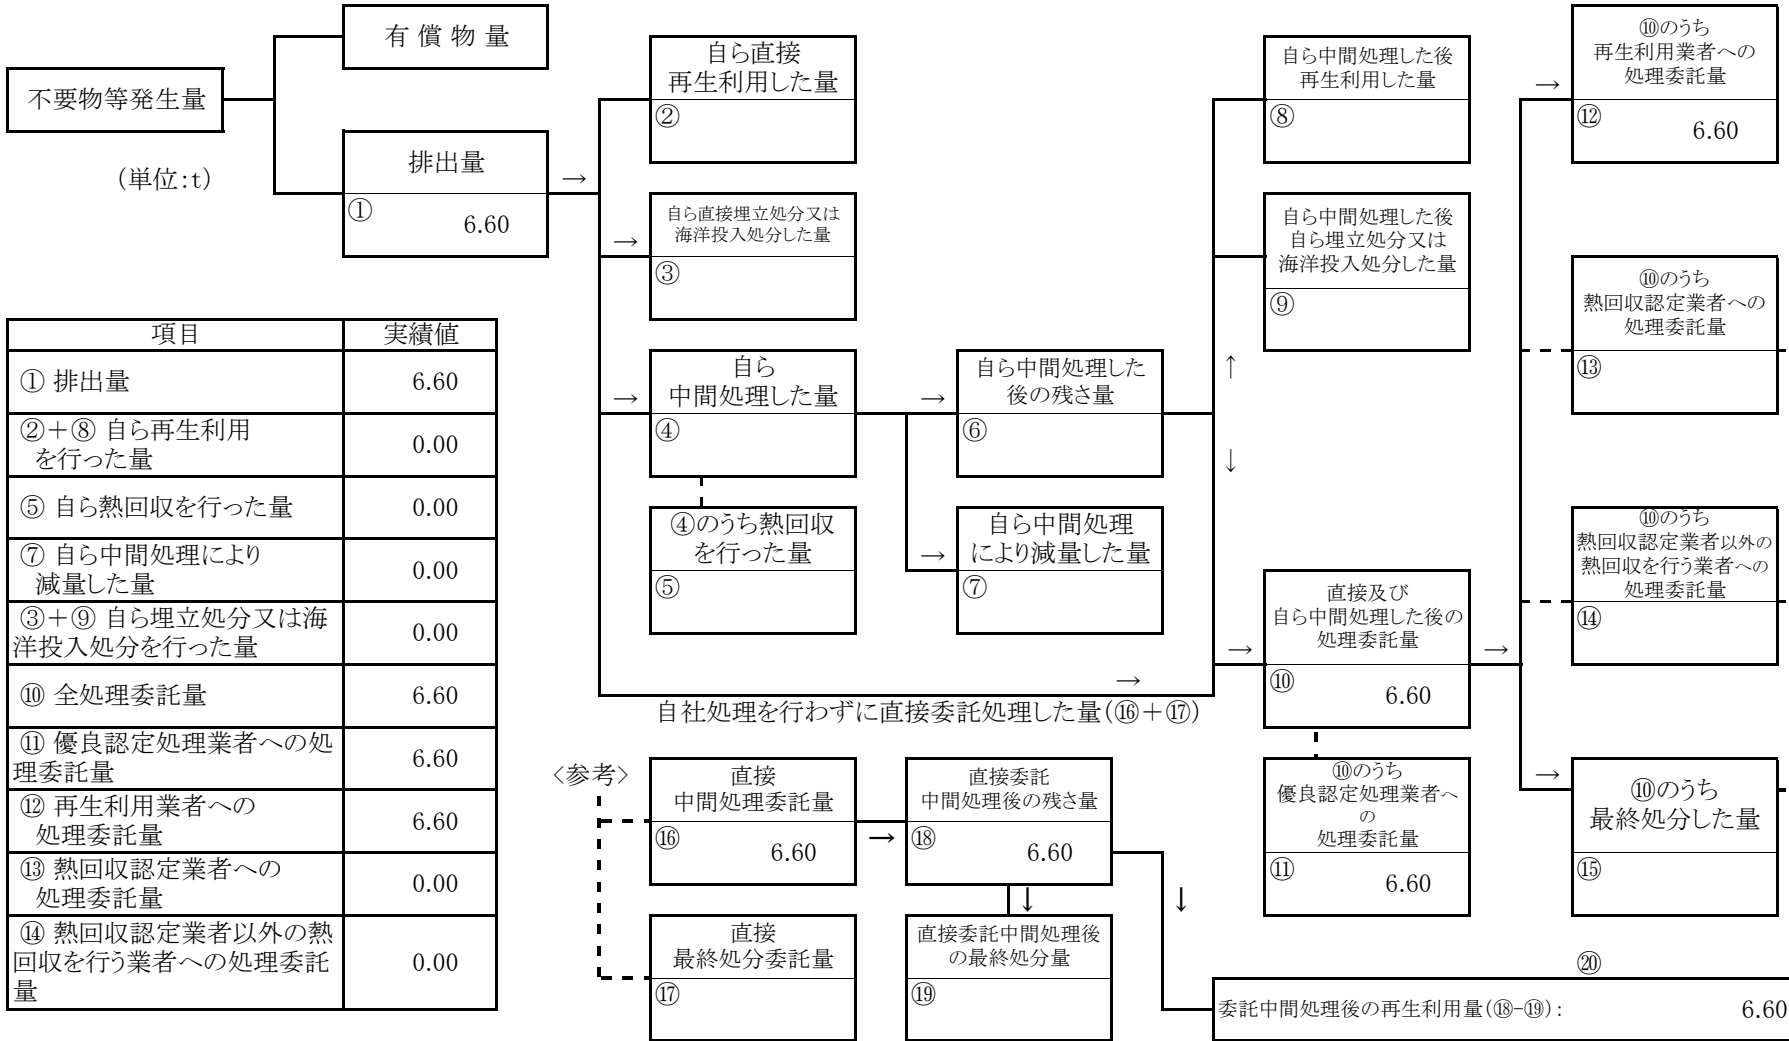 不要物等発生量
(単位:t)
有 償 物 量
排出量
①
6.60
→
自ら直接
再生利用した量
②
→
自ら直接埋立処分又は
海洋投入処分した量
③
→
自ら
中間処理した量
④
④のうち熱回収
を行った量
⑤
→
自ら中間処理した
後の残さ量
⑥
→
自ら中間処理
により減量した量
⑦
→
自社処理を行わずに直接委託処理した量(⑯+⑰)
↑
↓
自ら中間処理した後
再生利用した量
⑧
自ら中間処理した後
自ら埋立処分又は
海洋投入処分した量
⑨
→
直接及び
自ら中間処理した後の
処理委託量
⑩
6.60
→
⑩のうち
優良認定処理業者へ
の
処理委託量
⑪
6.60
→
⑩のうち
再生利用業者への
処理委託量
⑫
6.60
⑩のうち
熱回収認定業者への
処理委託量
⑬
⑩のうち
熱回収認定業者以外の
熱回収を行う業者への
処理委託量
⑭
→
⑩のうち
最終処分した量
⑮
項目 実績値
① 排出量 6.60
②+⑧ 自ら再生利用
を行った量 0.00
⑤ 自ら熱回収を行った量 0.00
⑦ 自ら中間処理により
減量した量 0.00
③+⑨ 自ら埋立処分又は海
洋投入処分を行った量 0.00
⑩ 全処理委託量 6.60
⑪ 優良認定処理業者への処
理委託量 6.60
⑫ 再生利用業者への
処理委託量 6.60
⑬ 熱回収認定業者への
処理委託量 0.00
⑭ 熱回収認定業者以外の熱
回収を行う業者への処理委託
量 0.00
<参考>
直接
中間処理委託量
⑯
6.60
→
直接委託
中間処理後の残さ量
⑱
6.60
↓
↓
直接
最終処分委託量
⑰
直接委託中間処理後
の最終処分量
⑲
⑳
委託中間処理後の再生利用量(⑱-⑲): 6.60